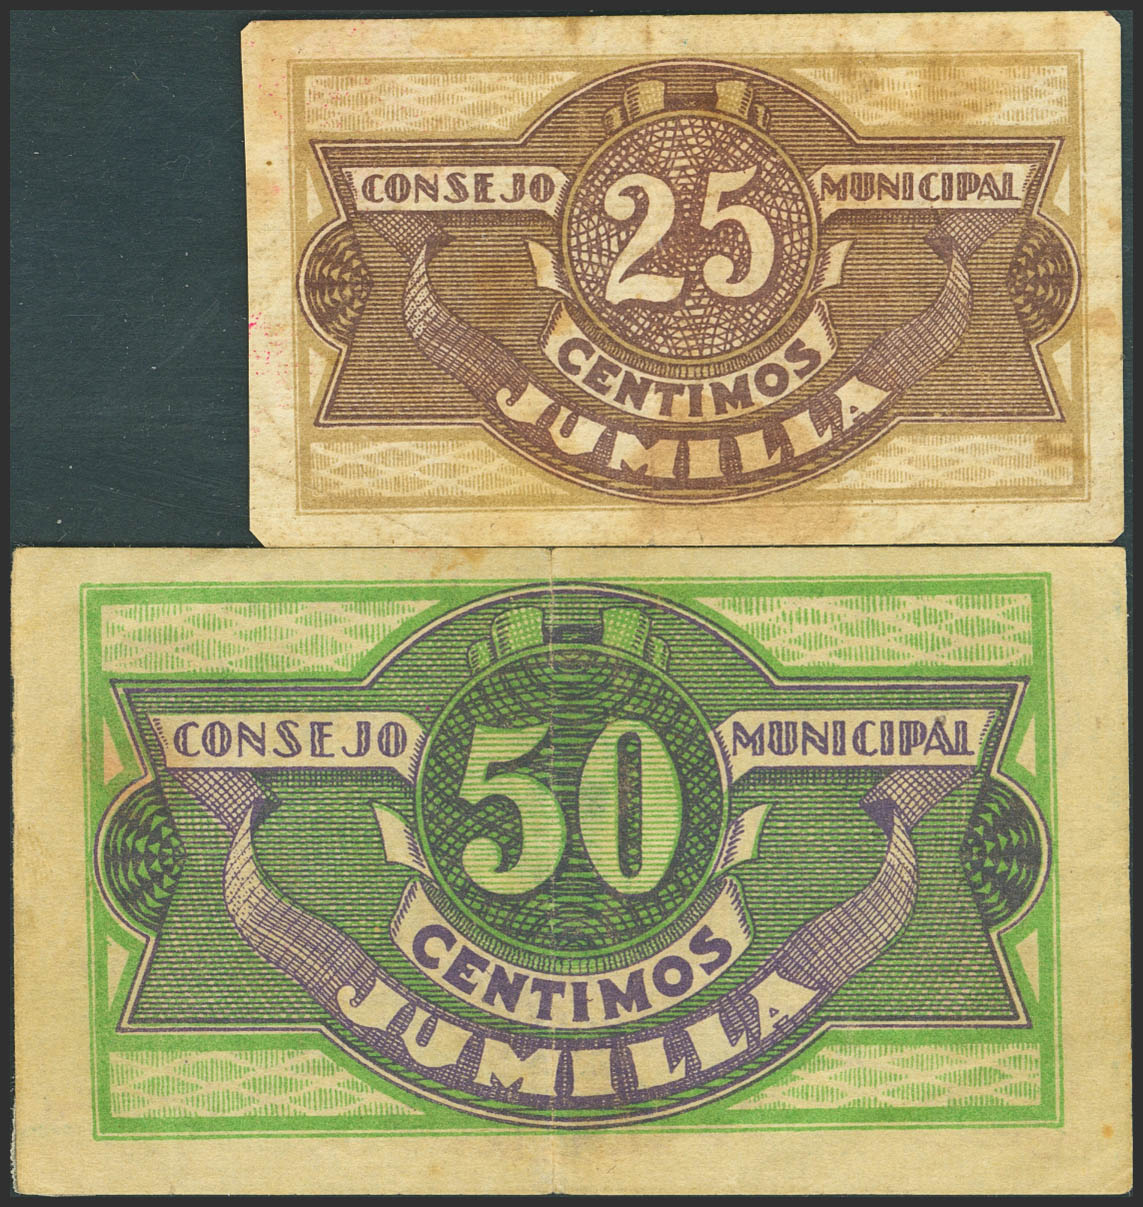 CONSEJO MUNICIPAL
25
CENTIMOS
JUMILLA
CONSEJO MUNICIPAL
50
CENTIMOS
JUMILLA